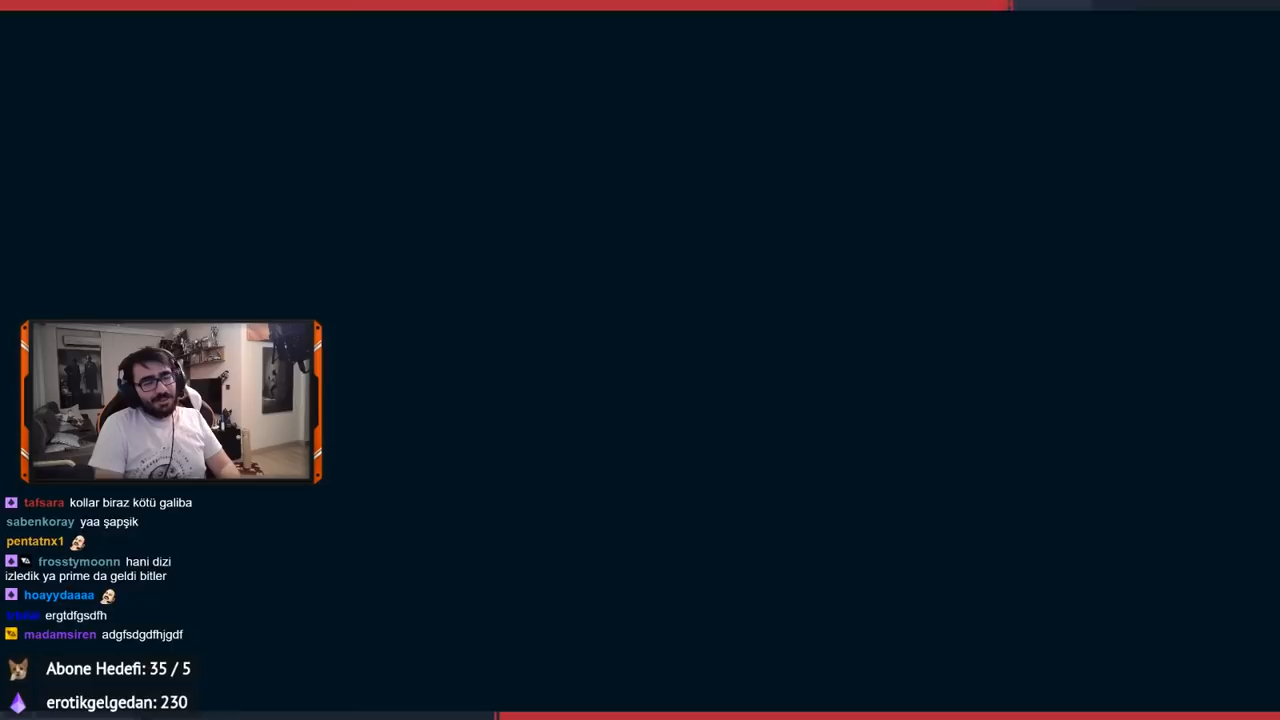 tafsara kollar biraz kötü galiba
sabenkoray yaa şapşik
pentatnx1
frosstymoonn hani dizi
izledik ya prime da geldi bitler
hoayydaaaa
ergtdfgsdfh
madamsiren adgfsdgdfhjgdf
Abone Hedefi: 35 / 5
erotikgelgedan: 230